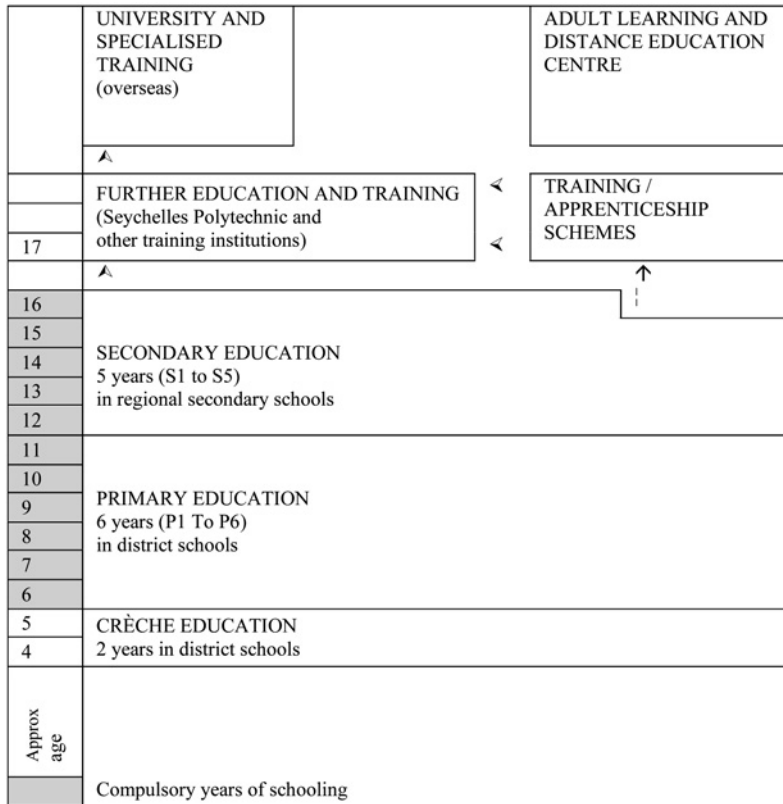 UNIVERSITY AND
SPECIALISED
TRAINING
(overseas)
ADULT LEARNING AND
DISTANCE EDUCATION
CENTRE
FURTHER EDUCATION AND TRAINING
(Seychelles Polytechnic and
other training institutions)
TRAINING /
APPRENTICESHIP
SCHEMES
17
16
15
14
13
12
SECONDARY EDUCATION
5 years (S1 to S5)
in regional secondary schools
11
10
9
8
7
6
PRIMARY EDUCATION
6 years (P1 To P6)
in district schools
5
4
CRÈCHE EDUCATION
2 years in district schools
Approx
age
Compulsory years of schooling